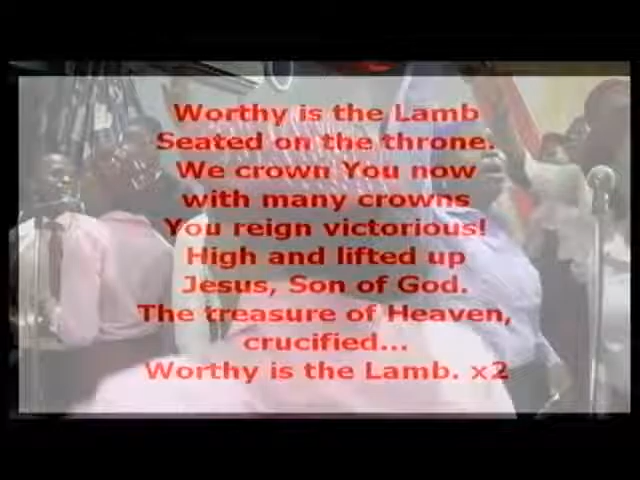 Worthy is the Lamb
Seated on the throne.
We crown You now
with many crowns
You reign victorious!
High and lifted up
Jesus, Son of God.
The treasure of Heaven,
crucified...
Worthy is the Lamb. x2